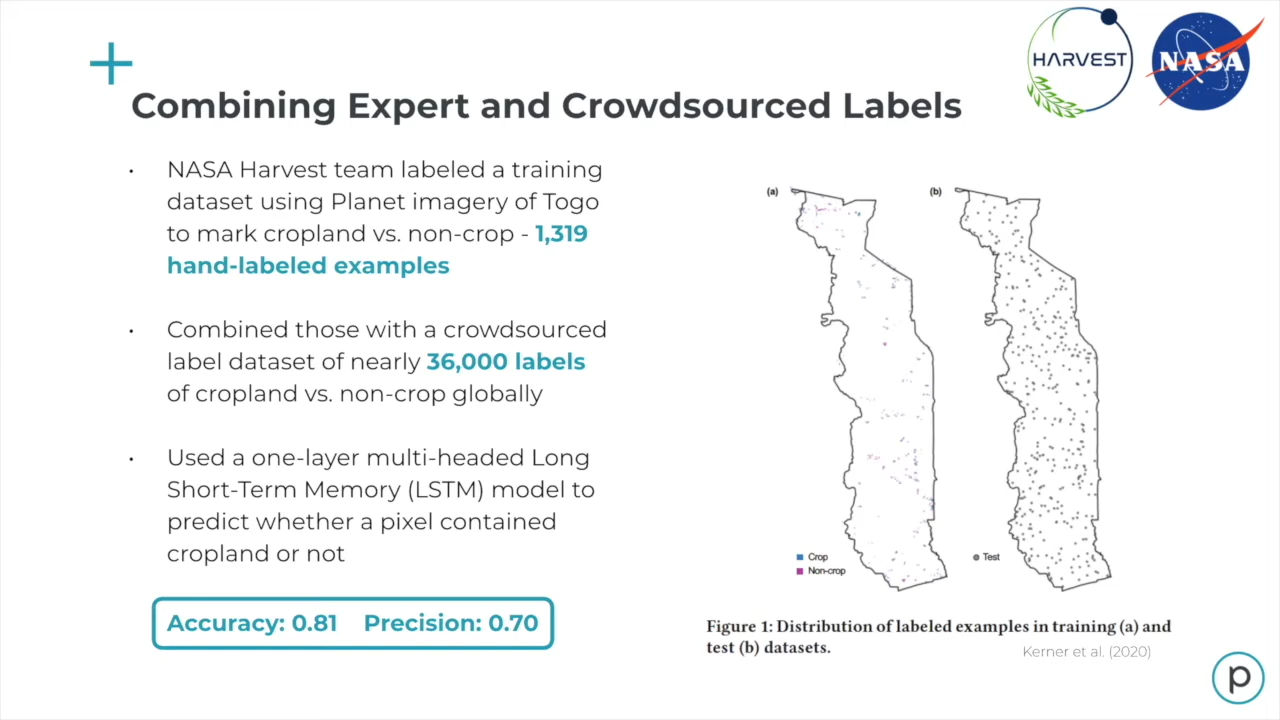 HARVEST
NASA
Combining Expert and Crowdsourced Labels
• NASA Harvest team labeled a training
dataset using Planet imagery of Togo
to mark cropland vs. non-crop - 1,319
hand-labeled examples
• Combined those with a crowdsourced
label dataset of nearly 36,000 labels
of cropland vs. non-crop globally
• Used a one-layer multi-headed Long
Short-Term Memory (LSTM) model to
predict whether a pixel contained
cropland or not
Accuracy: 0.81 Precision: 0.70
(a)
(b)
Crop
Non-crop
Test
Figure 1: Distribution of labeled examples in training (a) and
test (b) datasets.
Kerner et al. (2020)
p